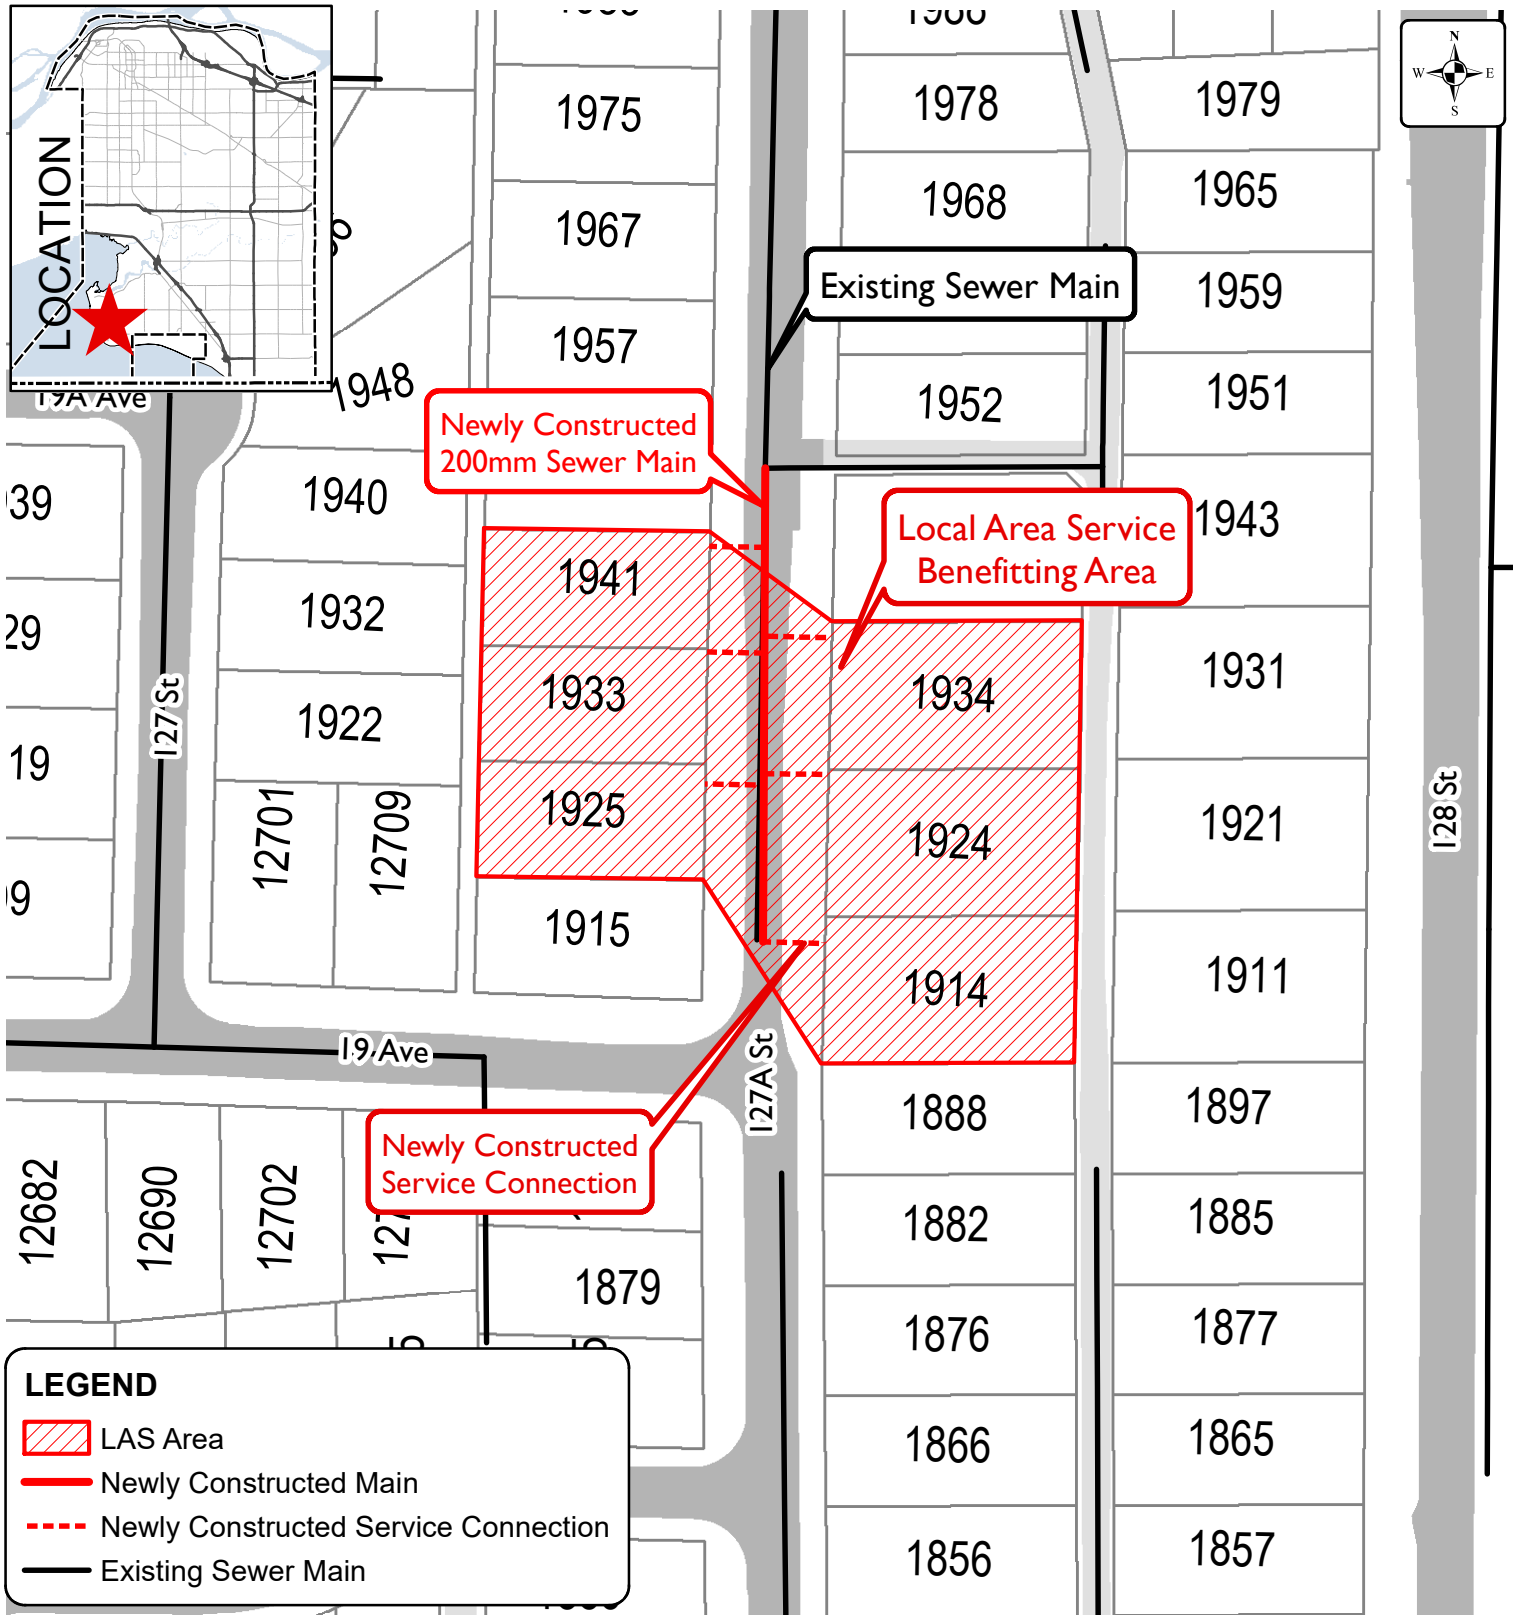 LOCATION
N
W
E
S
1975
1978
1979
1968
1965
1967
Existing Sewer Main
1959
1957
1948
1952
1951
19A Ave
Newly Constructed
200mm Sewer Main
1940
39
1943
Local Area Service
Benefitting Area
1941
1932
29
1931
1933
1934
127 St
1922
19
1925
1924
1921
128 St
12701
12709
1915
1914
1911
19 Ave
127A St
1888
1897
Newly Constructed
Service Connection
12682
12690
12702
1882
1885
1879
1876
1877
LEGEND
LAS Area
Newly Constructed Main
Newly Constructed Service Connection
Existing Sewer Main
1866
1865
1856
1857